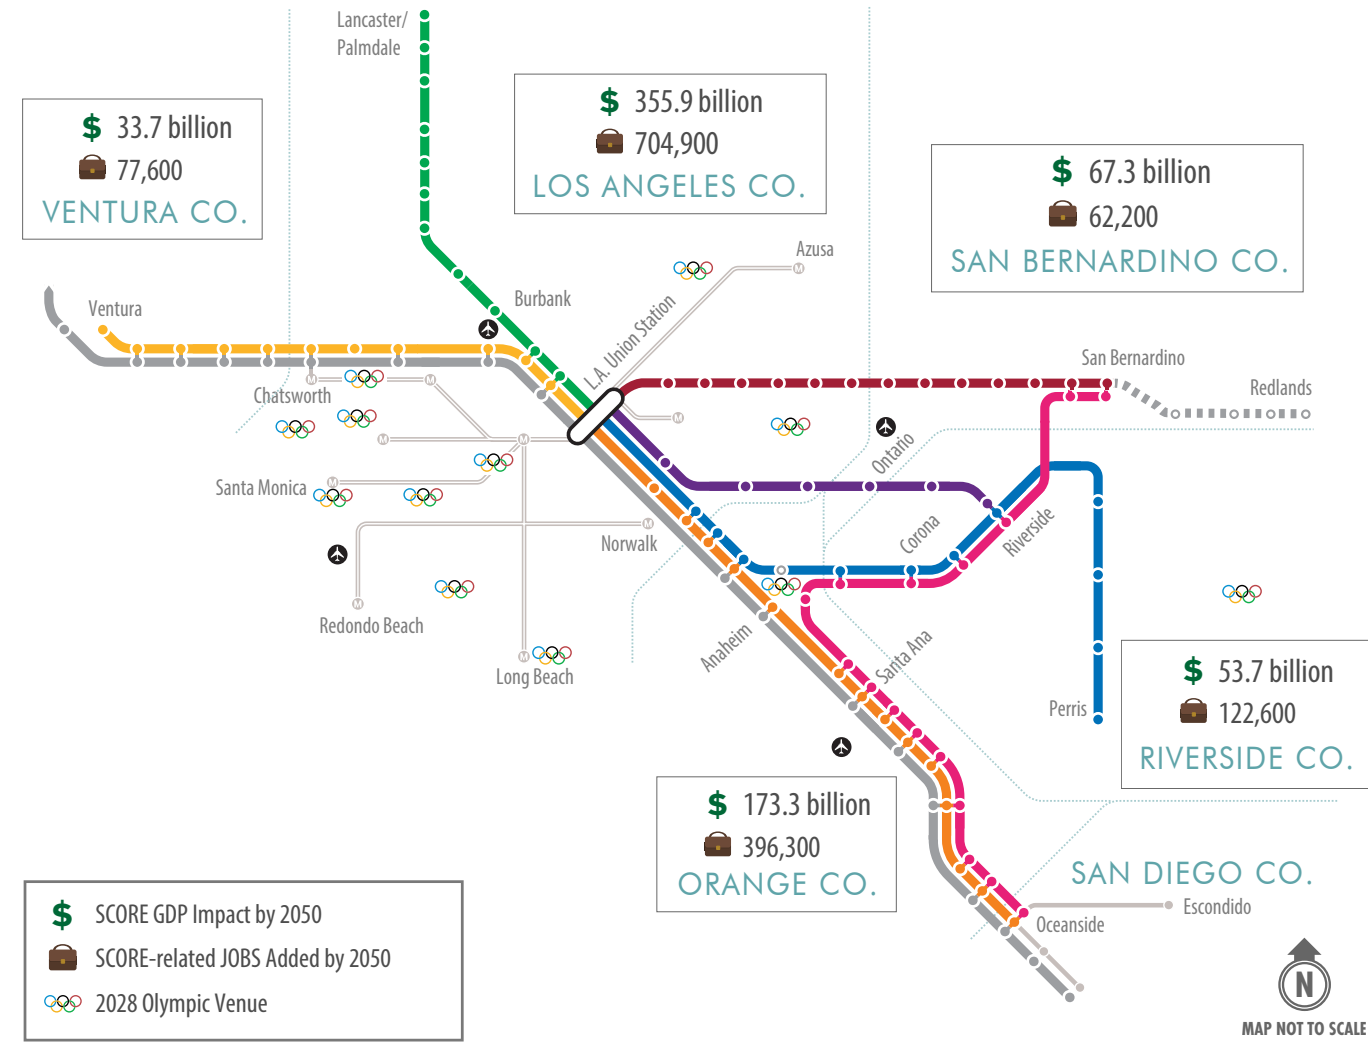 Lancaster/
Palmdale
$ 33.7 billion
77,600
VENTURA CO.
$ 355.9 billion
704,900
LOS ANGELES CO.
$ 67.3 billion
62,200
SAN BERNARDINO CO.
Azusa
Ventura
Burbank
L.A. Union Station
San Bernardino
Redlands
Chatsworth
M
M
M
M
M
M
Ontario
Santa Monica
M
Norwalk
M
Corona
Riverside
Redondo Beach
M
Long Beach
M
Anaheim
Santa Ana
Perris
$ 53.7 billion
122,600
RIVERSIDE CO.
$ 173.3 billion
396,300
ORANGE CO.
SAN DIEGO CO.
Escondido
Oceanside
$ SCORE GDP Impact by 2050
SCORE-related JOBS Added by 2050
2028 Olympic Venue
N
MAP NOT TO SCALE